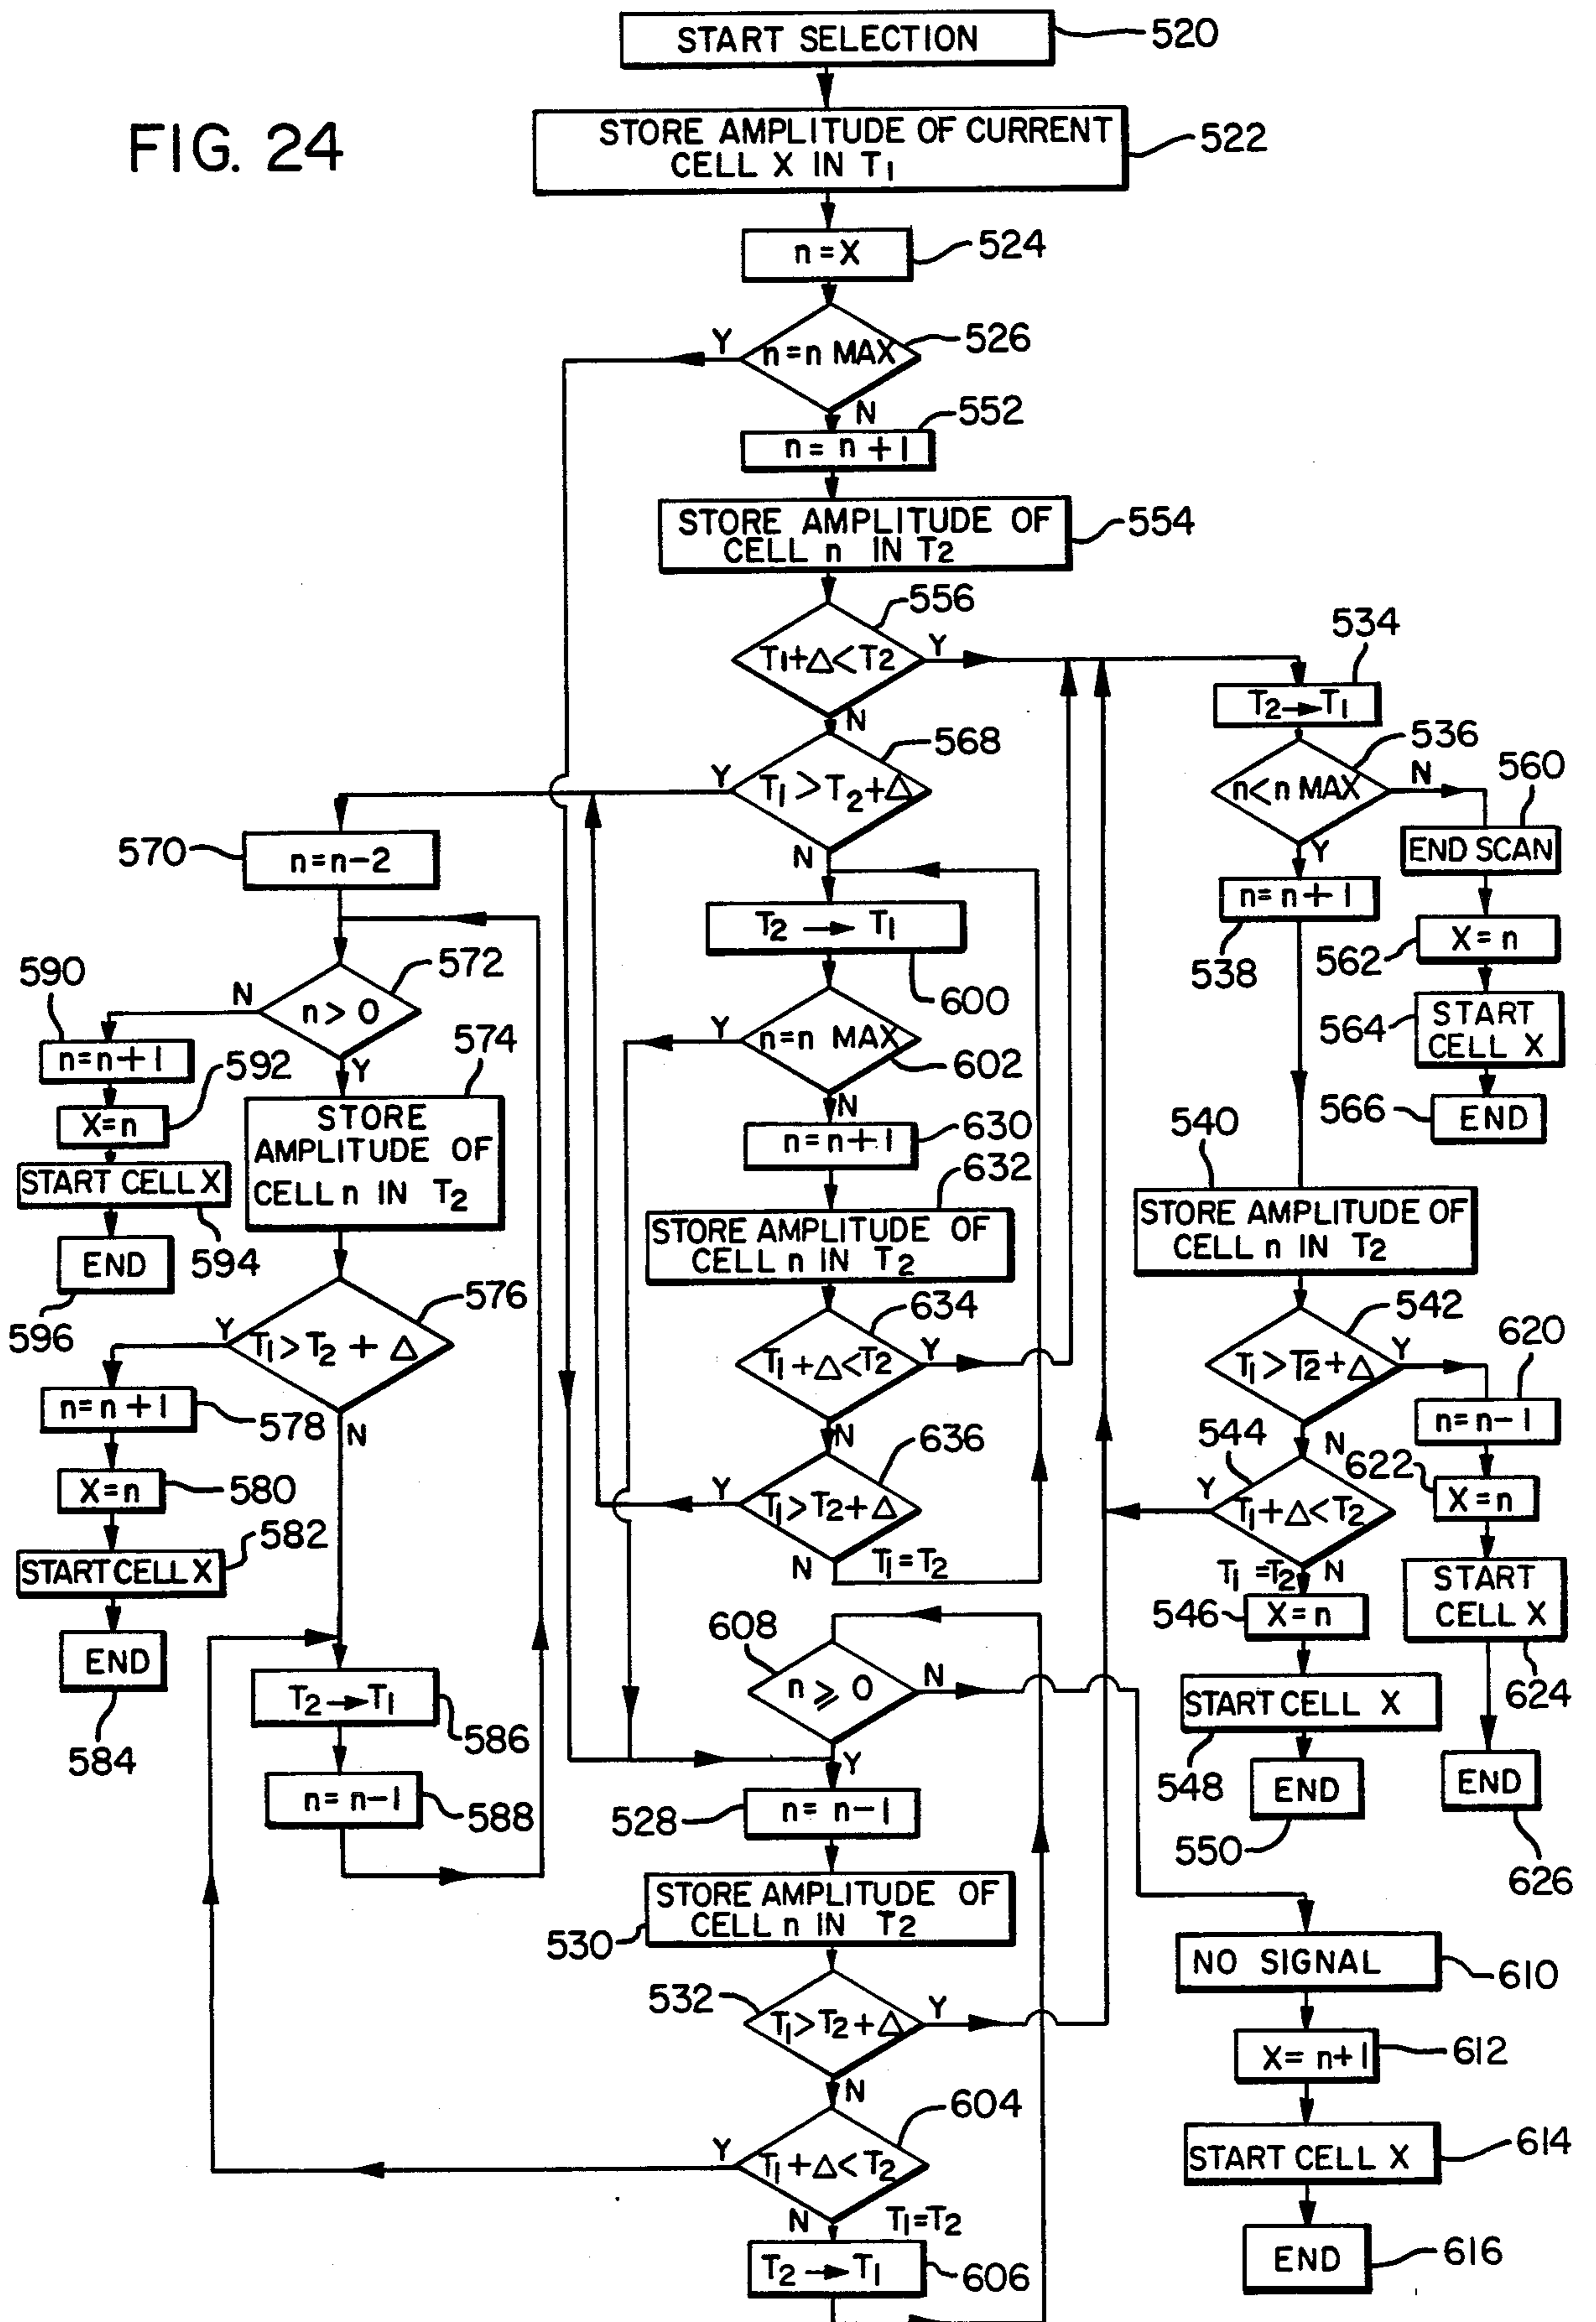 FIG. 24
START SELECTION
520
STORE AMPLITUDE OF CURRENT
CELL X IN T1
522
n = X
524
n = n MAX
526
Y
N
n = n + 1
552
STORE AMPLITUDE OF
CELL n IN T2
554
T1+Δ<T2
556
Y
N
T1 > T2+Δ
568
Y
N
T2 → T1
600
n = n MAX
602
Y
N
n = n + 1
630
STORE AMPLITUDE OF
CELL n IN T2
632
T1 + Δ<T2
634
Y
N
T1 > T2+Δ
636
Y
N
T1 = T2
608
n ⩾ 0
N
Y
528
n = n-1
530
STORE AMPLITUDE OF
CELL n IN T2
532
T1 > T2+Δ
Y
N
604
T1 + Δ< T2
Y
N
T1=T2
T2 → T1
606
570
n=n-2
572
n > 0
N
Y
590
n=n+1
592
X=n
START CELL X
594
END
596
574
STORE
AMPLITUDE OF
CELL n IN T2
576
T1 > T2 + Δ
Y
N
n=n+1
578
X=n
580
582
START CELL X
END
584
T2→T1
586
n= n-1
588
534
T2→T1
536
n<n MAX
N
Y
560
END SCAN
562
X = n
564
START
CELL X
566
END
n= n+1
538
540
STORE AMPLITUDE OF
CELL n IN T2
542
T1 > T2+Δ
Y
N
620
n=n-1
622
X=n
START
CELL X
624
END
626
544
T1 + Δ<T2
Y
N
T1 =T2
546
X=n
START CELL X
548
END
550
NO SIGNAL
610
X= n+1
612
START CELL X
614
END
616